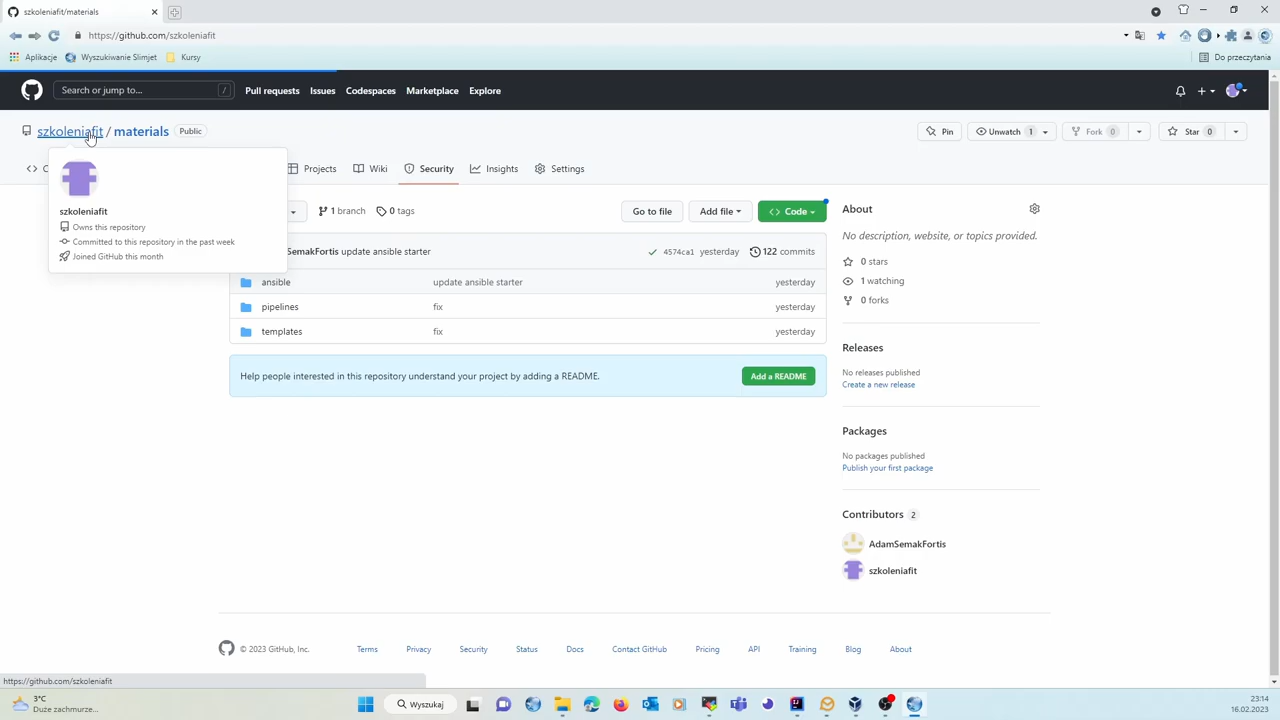 szkoleniafit/materials
https://github.com/szkoleniafit
Aplikacje Wyszukiwanie Slimjet Kursy Do przeczytania
Search or jump to... / Pull requests Issues Codespaces Marketplace Explore
szkoleniafit / materials Public Pin Unwatch 1 Fork 0 Star 0
C Projects Wiki Security Insights Settings
szkoleniafit
Owns this repository
Committed to this repository in the past week
Joined GitHub this month
1 branch 0 tags Go to file Add file Code
SemakFortis update ansible starter 4574ca1 yesterday 122 commits
ansible update ansible starter yesterday
pipelines fix yesterday
templates fix yesterday
Help people interested in this repository understand your project by adding a README. Add a README
About
No description, website, or topics provided.
0 stars
1 watching
0 forks
Releases
No releases published
Create a new release
Packages
No packages published
Publish your first package
Contributors 2
AdamSemakFortis
szkoleniafit
© 2023 GitHub, Inc. Terms Privacy Security Status Docs Contact GitHub Pricing API Training Blog About
https://github.com/szkoleniafit
3°C
Duże zachmurze...
Wyszukaj
23:14
16.02.2023